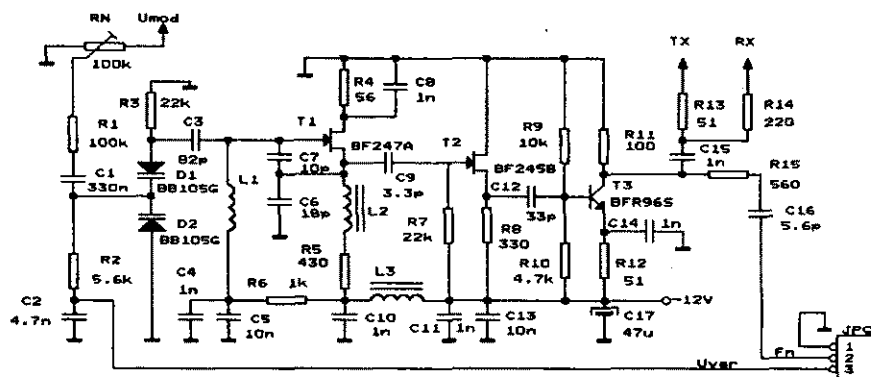 RN
Umod
100k
R3
22k
C3
82p
R1
100k
C1
330n
D1
BB105G
D2
BB105G
R2
5.6k
C2
4.7n
C4
1n
L1
C5
10n
R6
1k
T1
R4
56
C8
1n
BF247A
C7
10p
C6
18p
L2
R5
430
C9
3.3p
L3
C10
1n
T2
R7
22k
C11
1n
BF245B
C12
33p
R8
330
C13
10n
R9
10k
R10
4.7k
R11
100
T3
BFR96S
C14
1n
R12
51
-12V
C17
47u
TX
RX
R13
51
R14
220
C15
1n
R15
560
C16
5.6p
Uvar
Fn
1
2
3